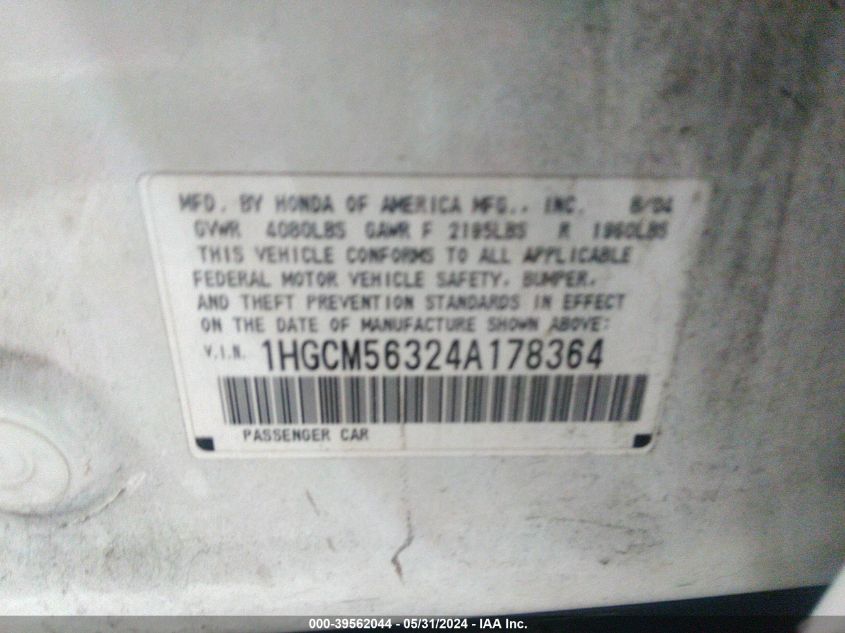 MFD. BY HONDA OF AMERICA MFG., INC. 6/04
GVWR 4080LBS GAWR F 2195LBS R 1960LBS
THIS VEHICLE CONFORMS TO ALL APPLICABLE
FEDERAL MOTOR VEHICLE SAFETY, BUMPER,
AND THEFT PREVENTION STANDARDS IN EFFECT
ON THE DATE OF MANUFACTURE SHOWN ABOVE:
V.I.N. 1HGCM56324A178364
PASSENGER CAR
000-39562044 - 05/31/2024 - IAA Inc.